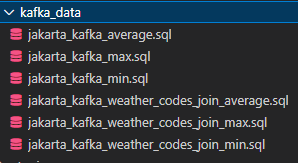 kafka_data
jakarta_kafka_average.sql
jakarta_kafka_max.sql
jakarta_kafka_min.sql
jakarta_kafka_weather_codes_join_average.sql
jakarta_kafka_weather_codes_join_max.sql
jakarta_kafka_weather_codes_join_min.sql